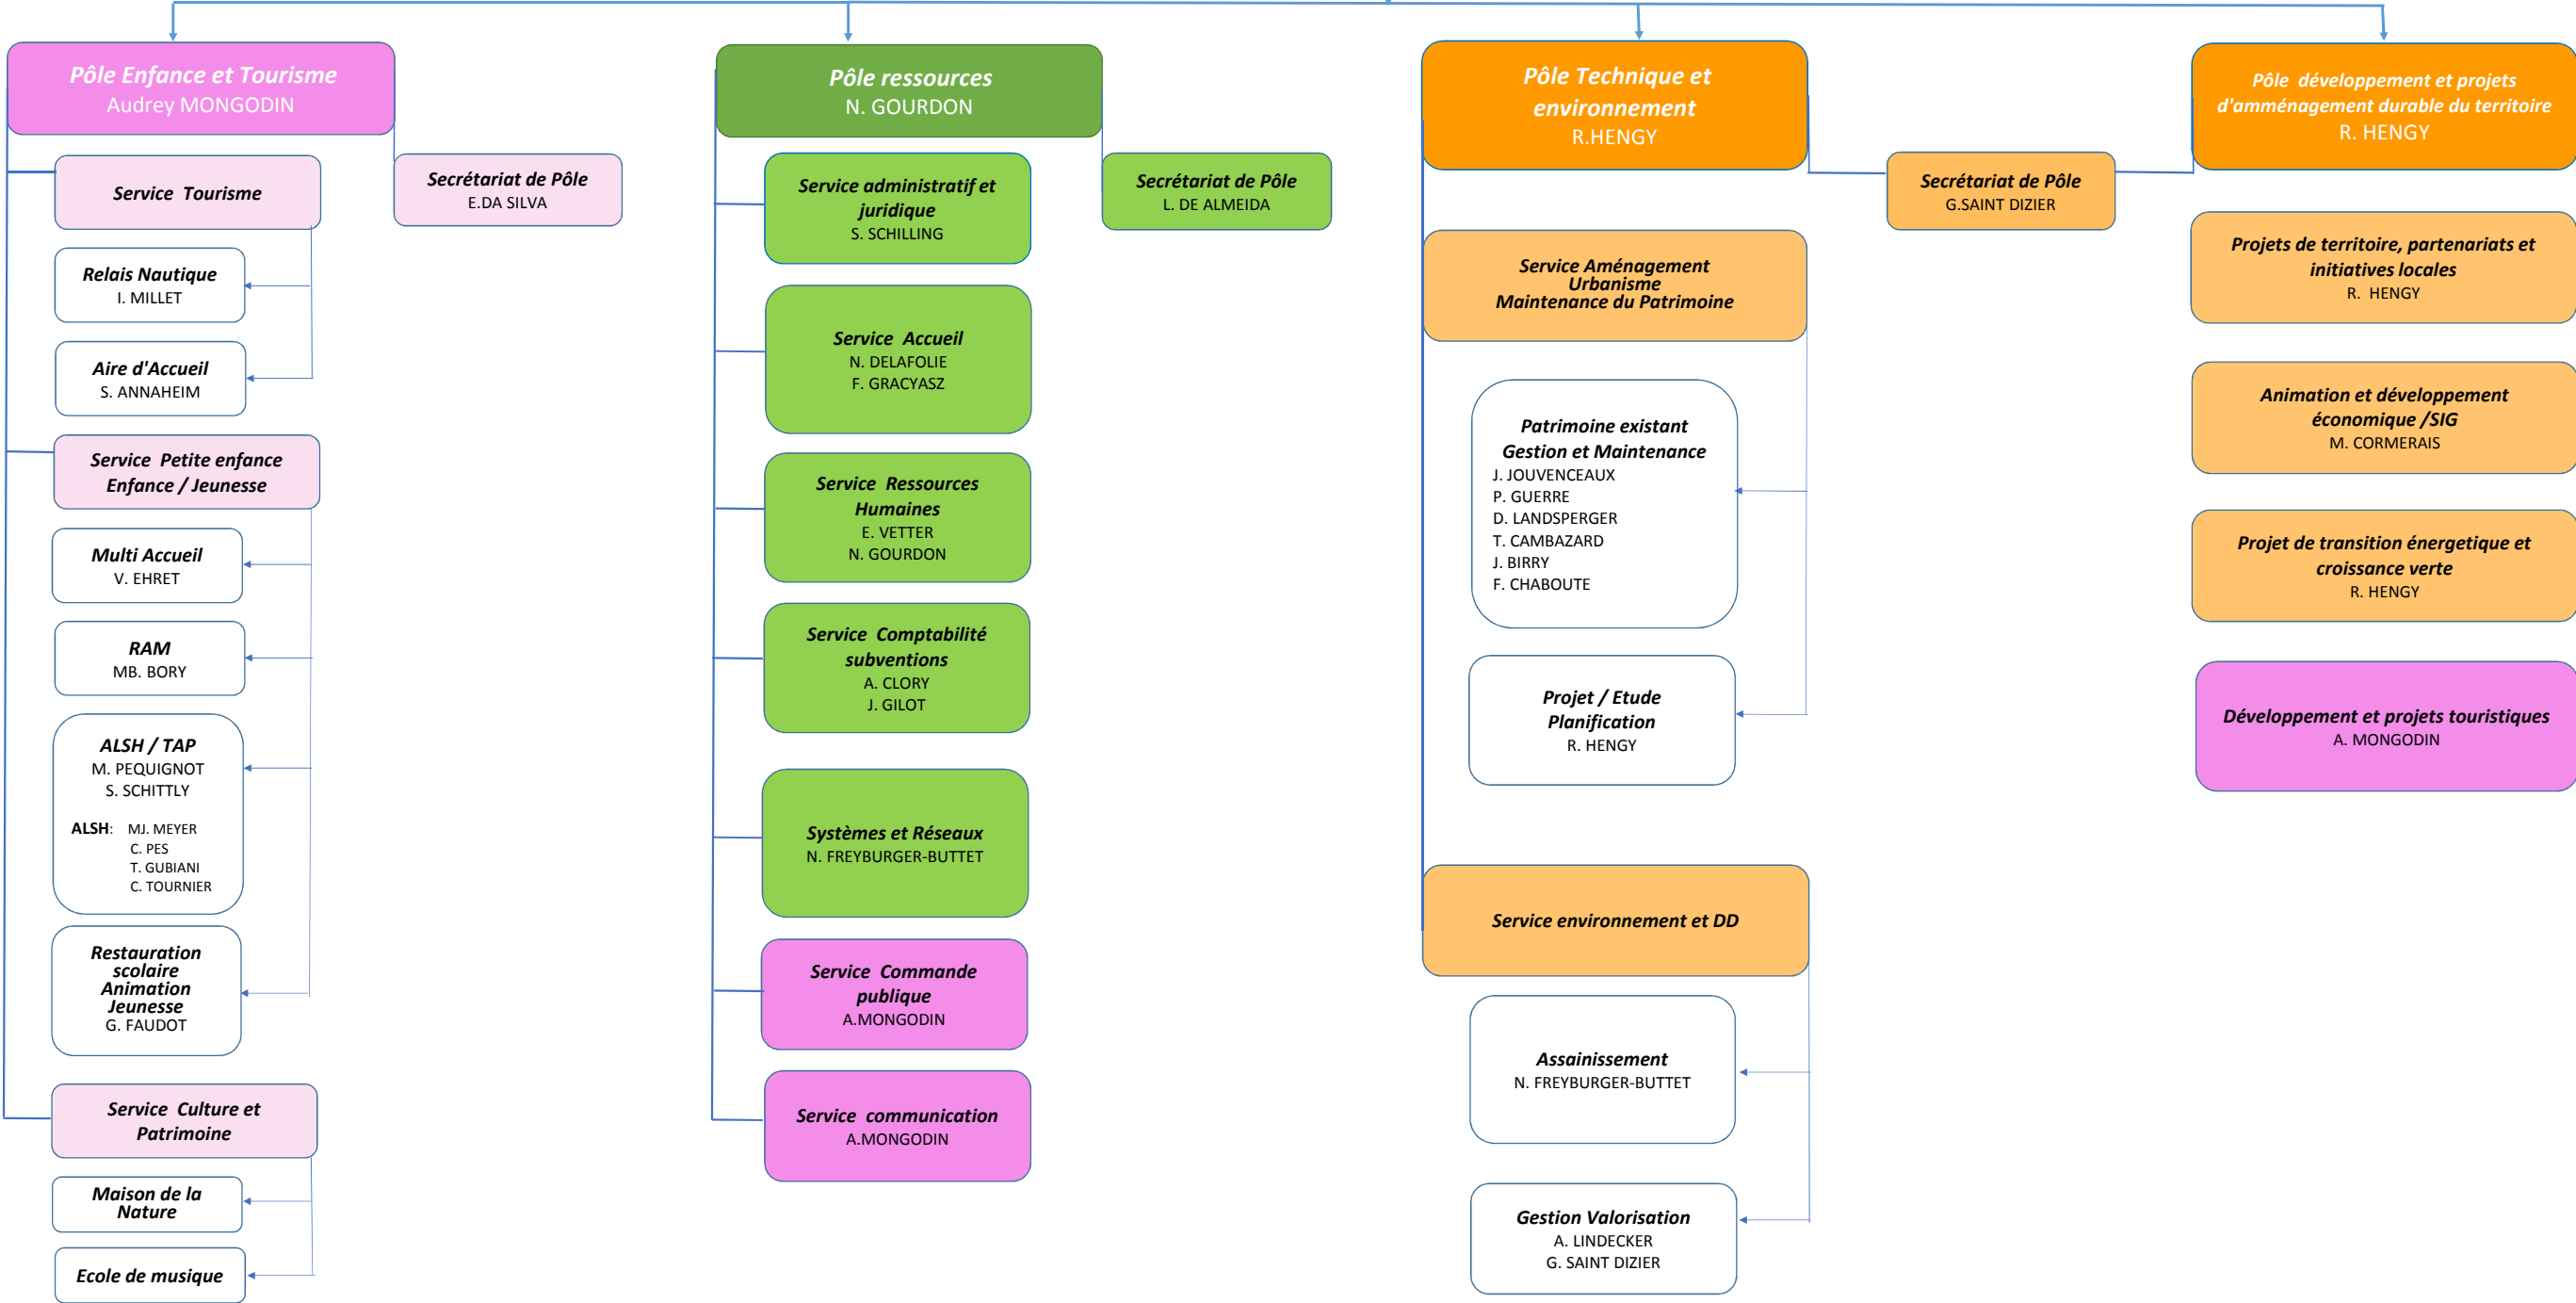 Pôle Enfance et Tourisme
Audrey MONGODIN
Secrétariat de Pôle
E.DA SILVA
Service Tourisme
Relais Nautique
I. MILLET
Aire d'Accueil
S. ANNAHEIM
Service Petite enfance
Enfance / Jeunesse
Multi Accueil
V. EHRET
RAM
MB. BORY
ALSH / TAP
M. PEQUIGNOT
S. SCHITTLY
ALSH: MJ. MEYER
C. PES
T. GUBIANI
C. TOURNIER
Restauration
scolaire
Animation
Jeunesse
G. FAUDOT
Service Culture et
Patrimoine
Maison de la
Nature
Ecole de musique
Pôle ressources
N. GOURDON
Secrétariat de Pôle
L. DE ALMEIDA
Service administratif et
juridique
S. SCHILLING
Service Accueil
N. DELAFOLIE
F. GRACYASZ
Service Ressources
Humaines
E. VETTER
N. GOURDON
Service Comptabilité
subventions
A. CLORY
J. GILOT
Systèmes et Réseaux
N. FREYBURGER-BUTTET
Service Commande
publique
A.MONGODIN
Service communication
A.MONGODIN
Pôle Technique et
environnement
R.HENGY
Secrétariat de Pôle
G.SAINT DIZIER
Service Aménagement
Urbanisme
Maintenance du Patrimoine
Patrimoine existant
Gestion et Maintenance
J. JOUVENCEAUX
P. GUERRE
D. LANDSPERGER
T. CAMBAZARD
J. BIRRY
F. CHABOUTE
Projet / Etude
Planification
R. HENGY
Service environnement et DD
Assainissement
N. FREYBURGER-BUTTET
Gestion Valorisation
A. LINDECKER
G. SAINT DIZIER
Pôle développement et projets
d'amménagement durable du territoire
R. HENGY
Projets de territoire, partenariats et
initiatives locales
R. HENGY
Animation et développement
économique /SIG
M. CORMERAIS
Projet de transition énergetique et
croissance verte
R. HENGY
Développement et projets touristiques
A. MONGODIN